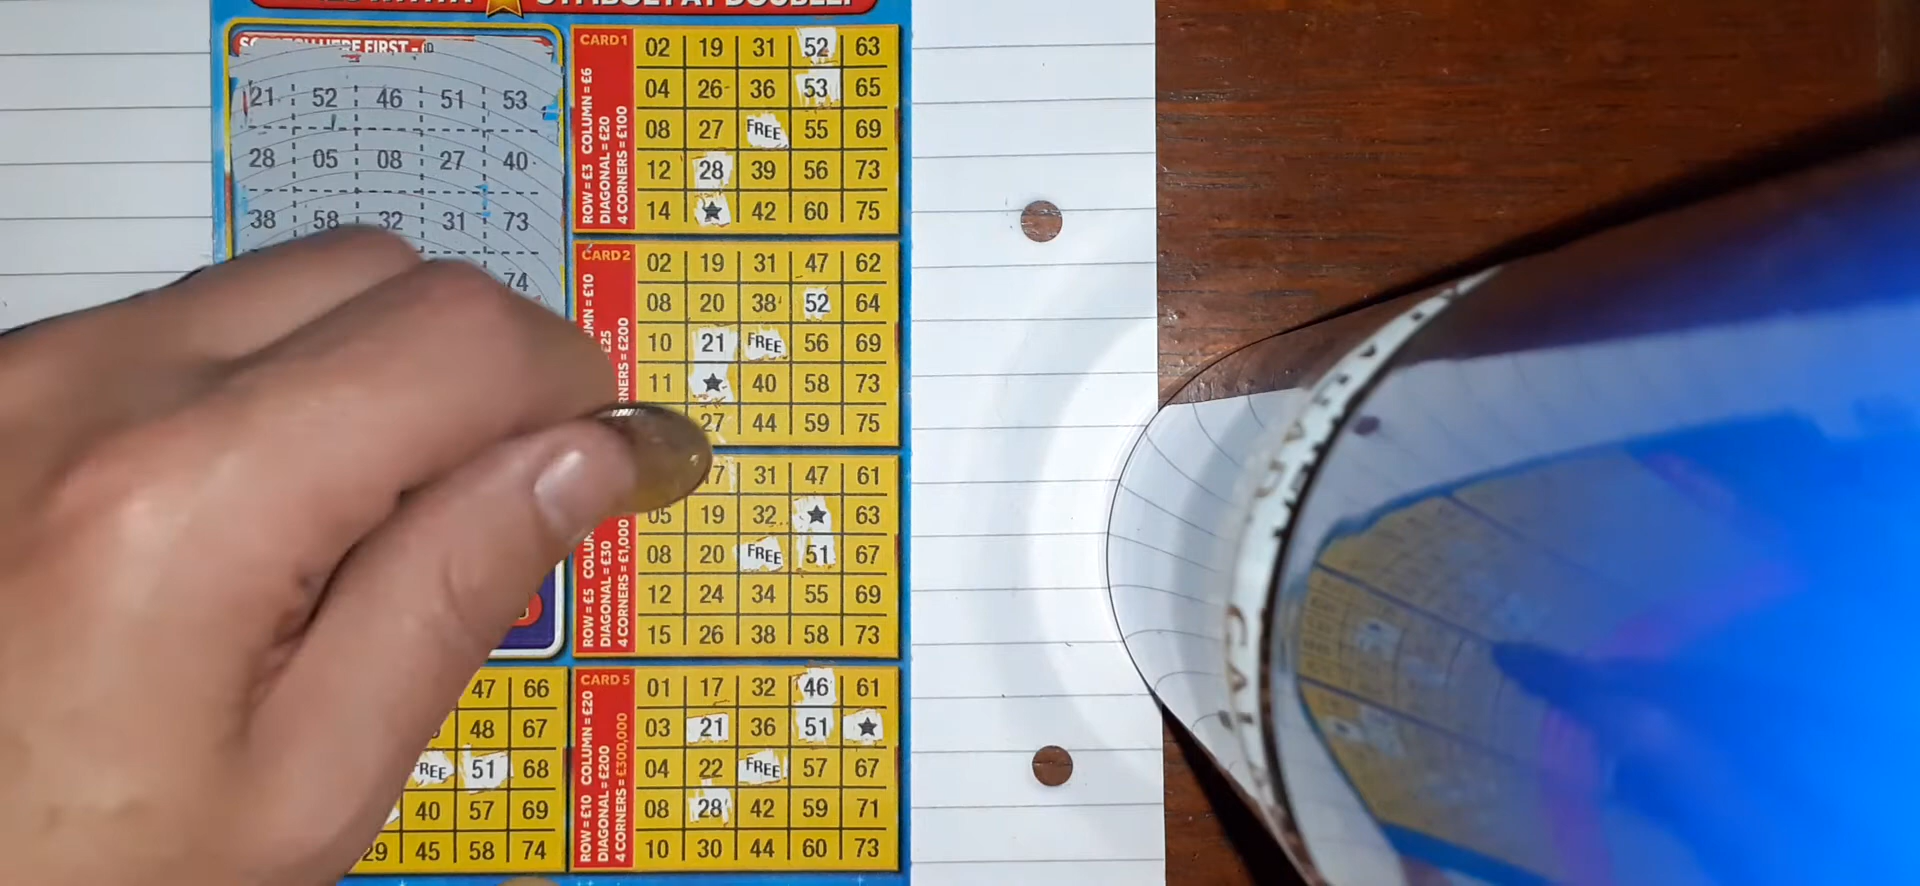 SYMBOL PAY DOUBLE!
HERE FIRST -
21 52 46 51 53
28 05 08 27 40
38 58 32 31 73
74
CARD 1
ROW = £3 COLUMN = £6
DIAGONAL = £20
4 CORNERS = £100
02 19 31 52 63
04 26 36 53 65
08 27 FREE 55 69
12 28 39 56 73
14 ★ 42 60 75
CARD 2
= £10
£25
= £200
02 19 31 47 62
08 20 38 52 64
10 21 FREE 56 69
11 ★ 40 58 73
27 44 59 75
ROW = £5
DIAGONAL = £30
4 CORNERS = £1,000
31 47 61
05 19 32 ★ 63
08 20 FREE 51 67
12 24 34 55 69
15 26 38 58 73
47 66
48 67
FREE 51 68
40 57 69
29 45 58 74
CARD 5
ROW = £10 COLUMN = £20
DIAGONAL = £200
4 CORNERS = £300,000
01 17 32 46 61
03 21 36 51 ★
04 22 FREE 57 67
08 28 42 59 71
10 30 44 60 73